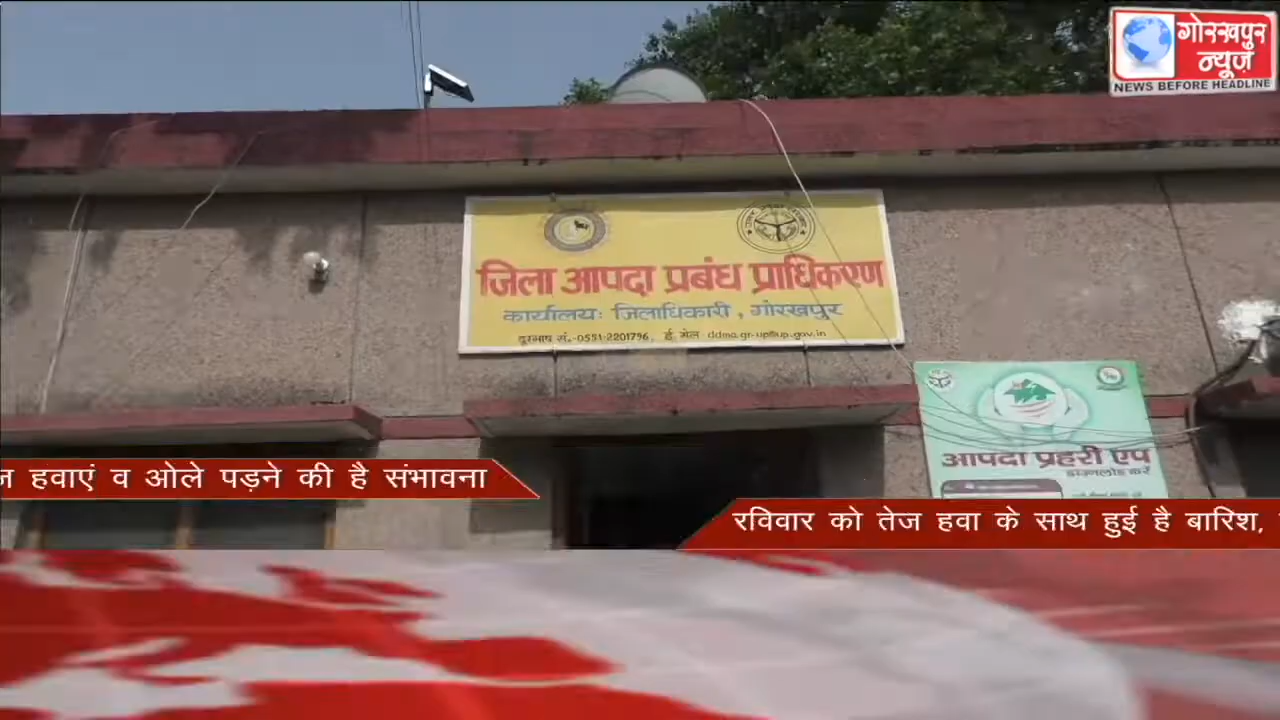 गोरखपुर
न्यूज़
NEWS BEFORE HEADLINE
जिला आपदा प्रबंध प्राधिकरण
कार्यालयः जिलाधिकारी, गोरखपुर
दूरभाष सं.-0551-2201796, ई मेल ddma.gr-up@up.gov.in
आपदा प्रहरी एप
डाउनलोड करें
हवाएं व ओले पड़ने की है संभावना
रविवार को तेज हवा के साथ हुई है बारिश,